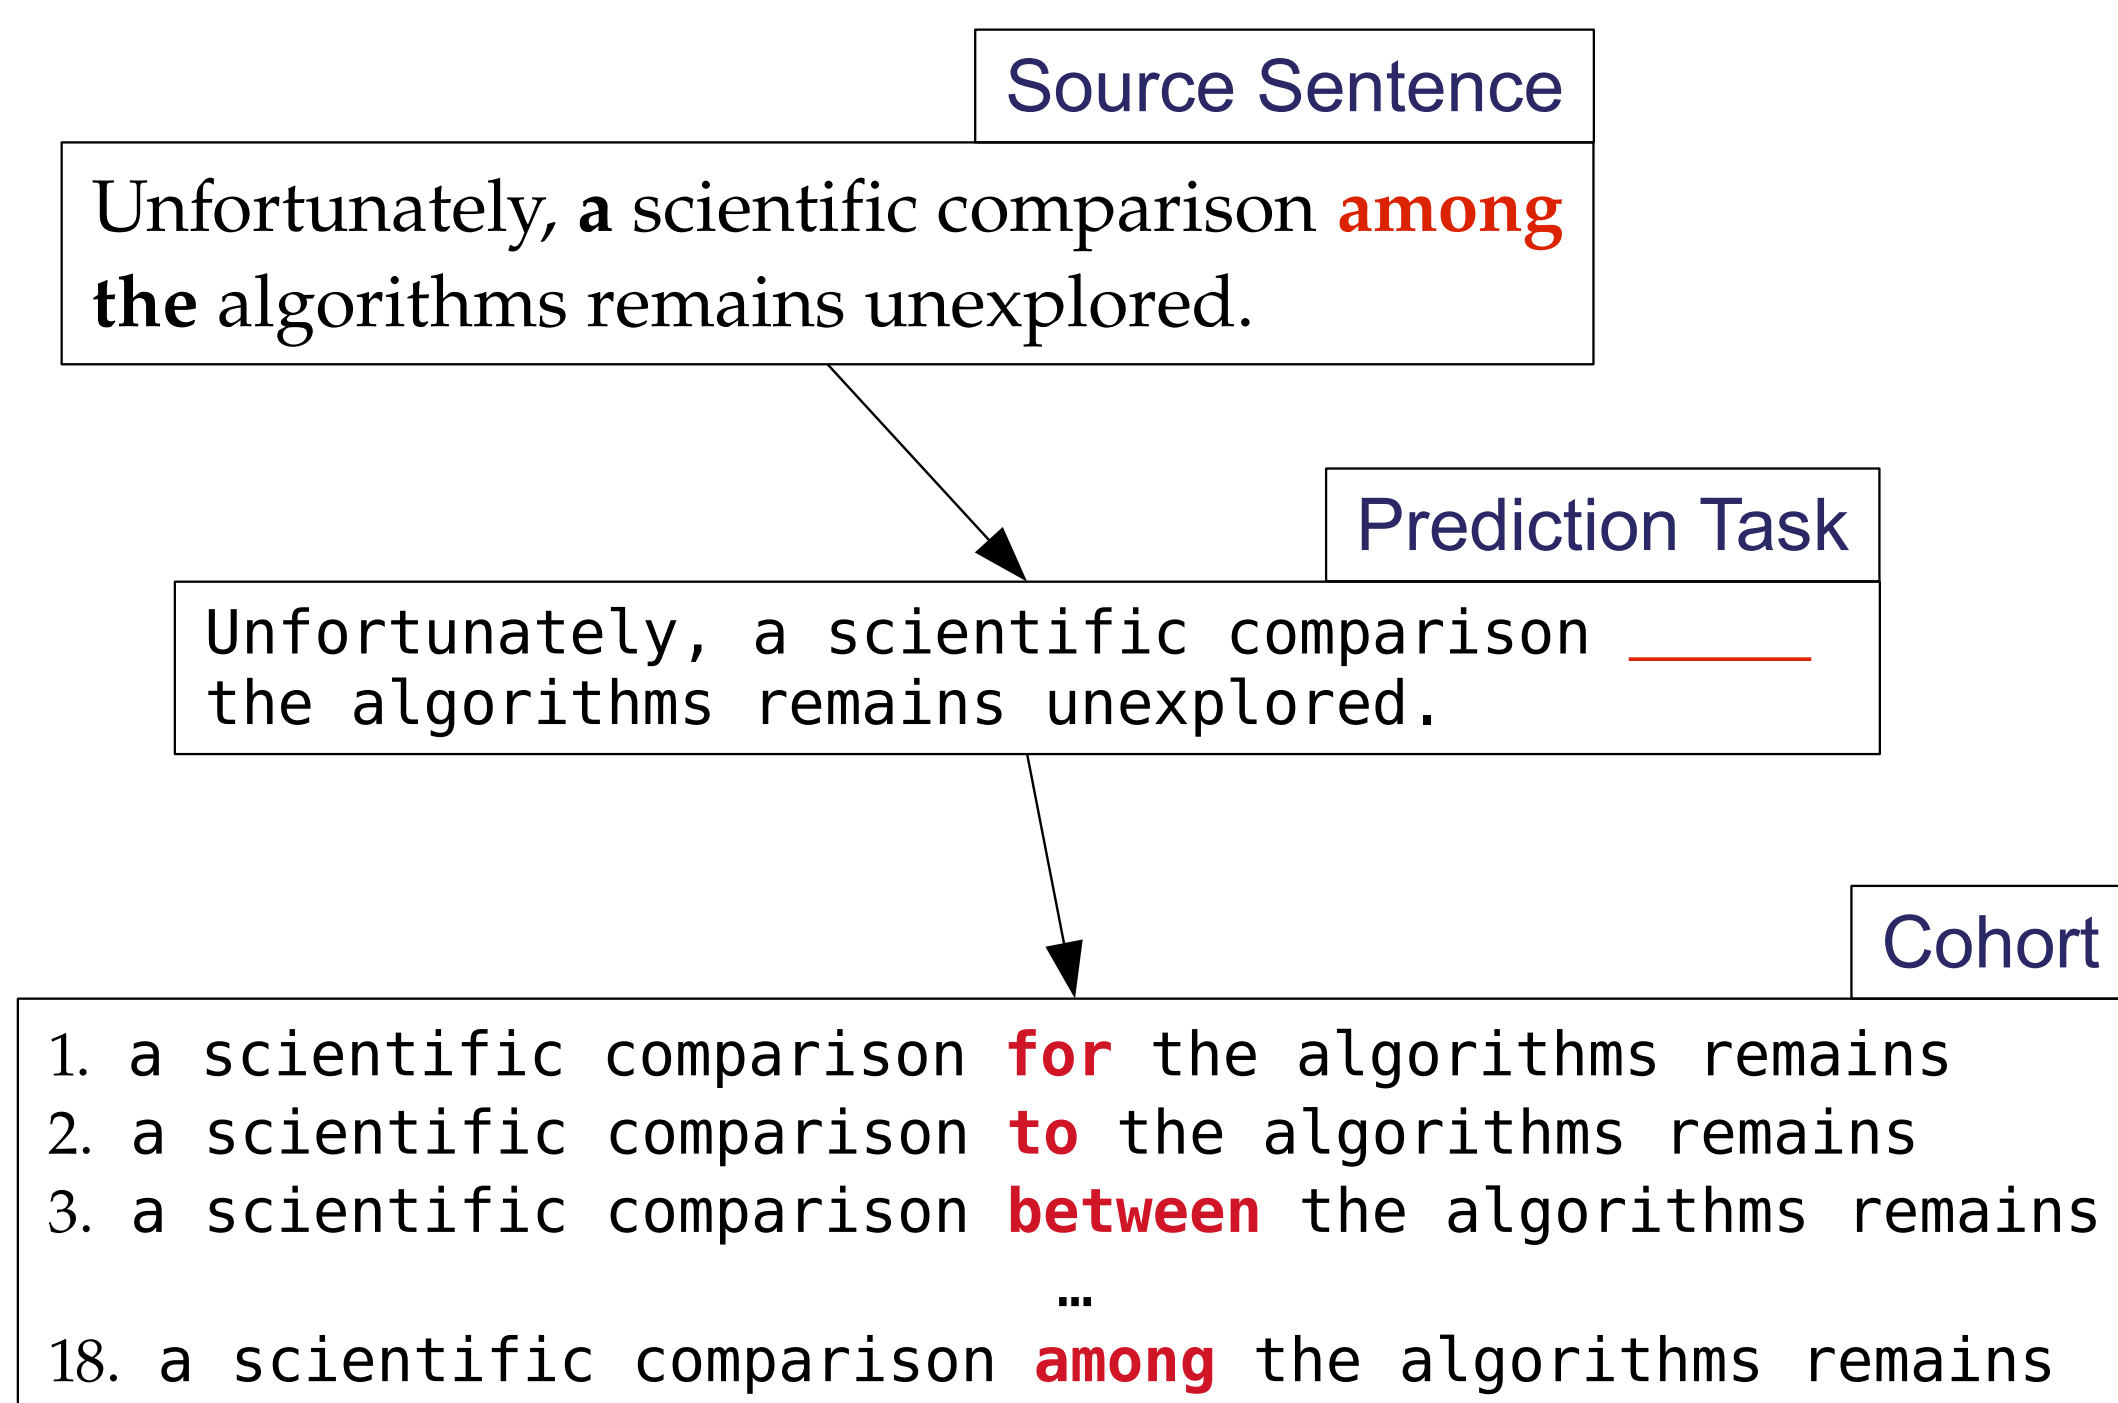 Source Sentence
Unfortunately, a scientific comparison among
the algorithms remains unexplored.
Prediction Task
Unfortunately, a scientific comparison _____
the algorithms remains unexplored.
Cohort
1. a scientific comparison for the algorithms remains
2. a scientific comparison to the algorithms remains
3. a scientific comparison between the algorithms remains
…
18. a scientific comparison among the algorithms remains